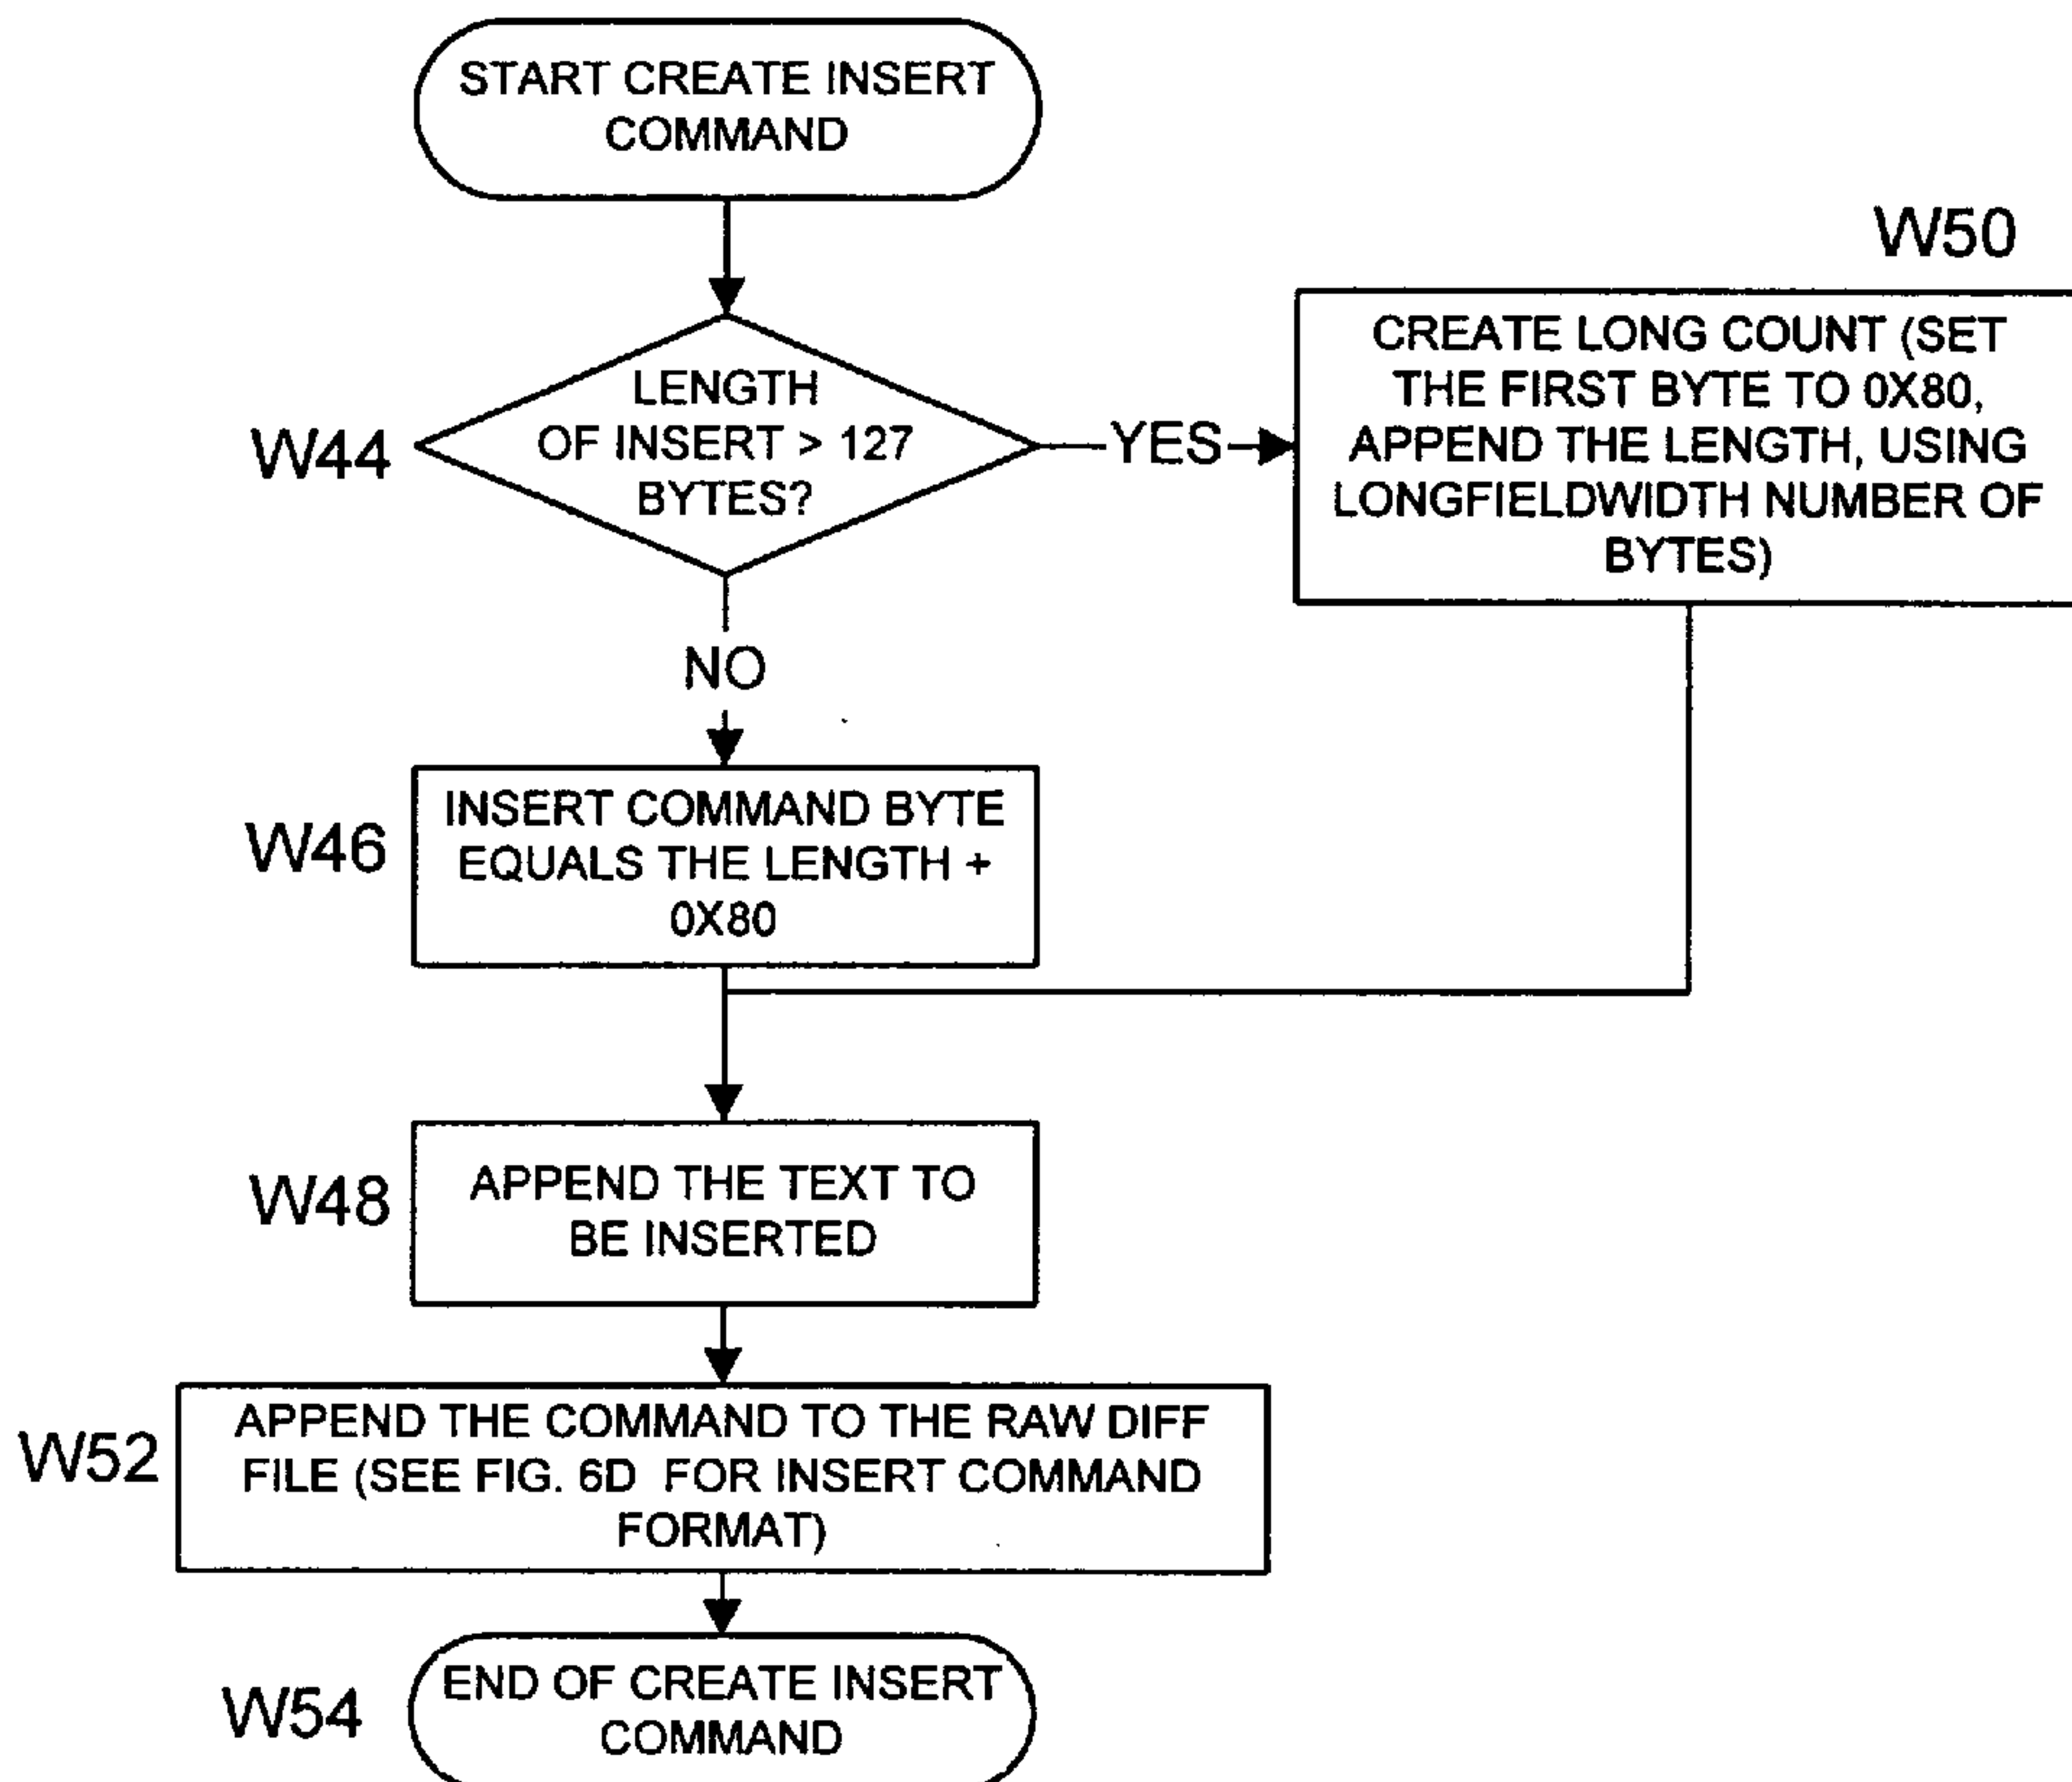 START CREATE INSERT
COMMAND
W50
CREATE LONG COUNT (SET
THE FIRST BYTE TO 0X80,
APPEND THE LENGTH, USING
LONGFIELDWIDTH NUMBER OF
BYTES)
W44
LENGTH
OF INSERT > 127
BYTES?
YES
NO
W46
INSERT COMMAND BYTE
EQUALS THE LENGTH +
0X80
W48
APPEND THE TEXT TO
BE INSERTED
W52
APPEND THE COMMAND TO THE RAW DIFF
FILE (SEE FIG. 6D FOR INSERT COMMAND
FORMAT)
W54
END OF CREATE INSERT
COMMAND